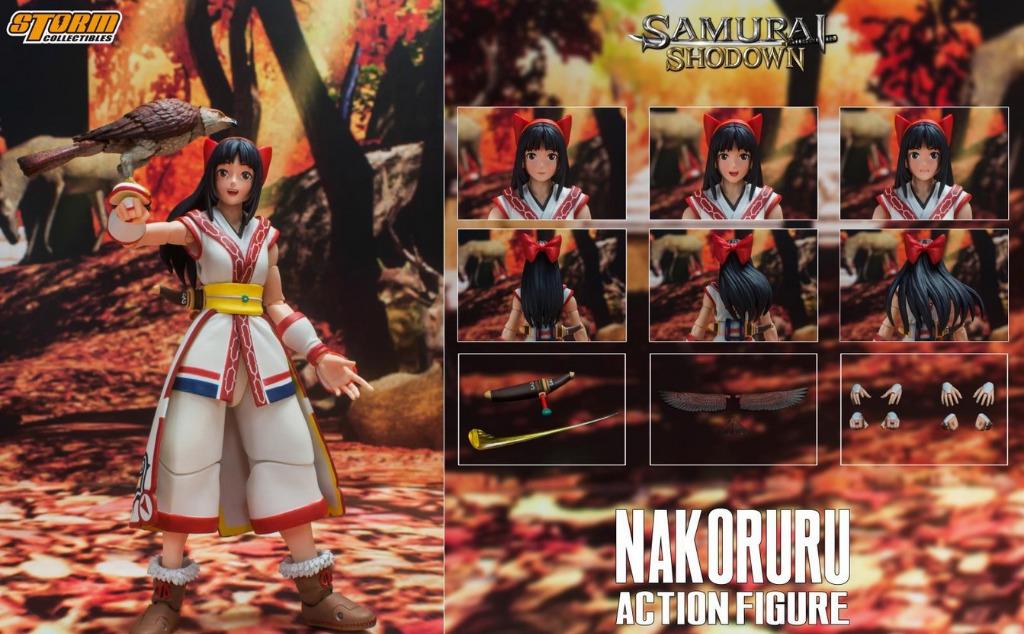 STORM
COLLECTIBLES
SAMURAI
SHODOWN
NAKORURU
ACTION FIGURE